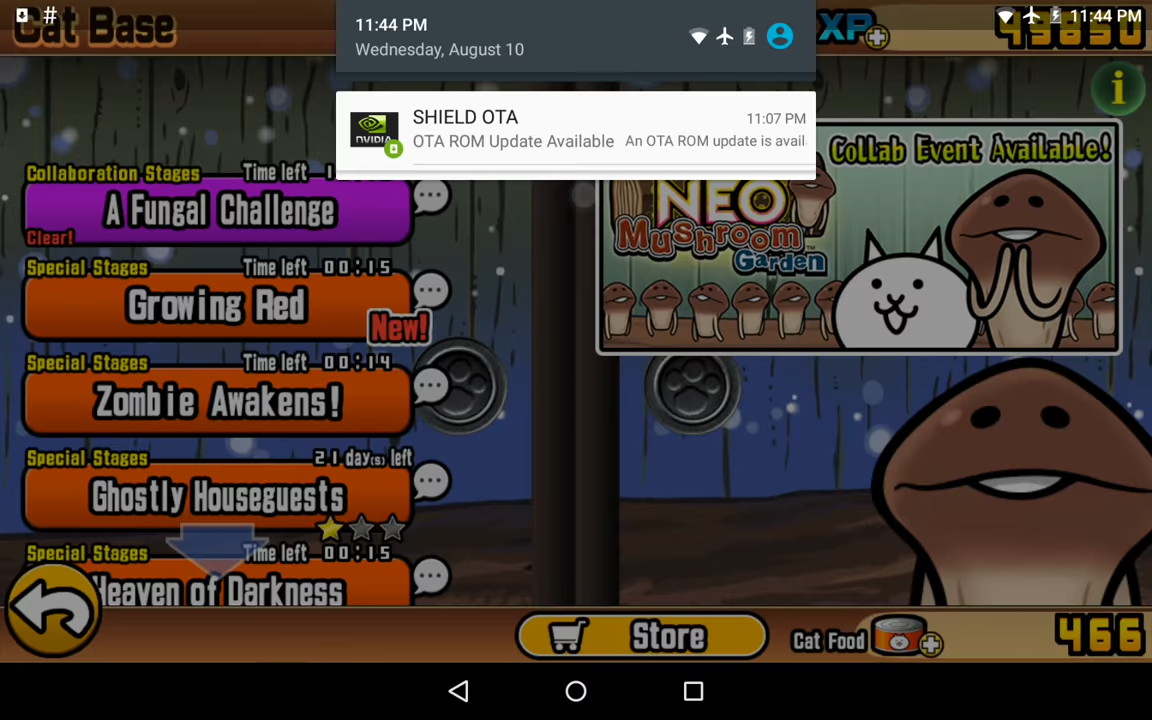 #
11:44 PM
11:44 PM
Wednesday, August 10
Cat Base
XP
49850
i
SHIELD OTA
11:07 PM
NVIDIA
OTA ROM Update Available An OTA ROM update is avail
Collab Event Available!
Collaboration Stages
Time left
A Fungal Challenge
Clear!
NEO
Mushroom
Garden
Special Stages
Time left 00:15
Growing Red
New!
Special Stages
Time left 00:14
Zombie Awakens!
Special Stages
21 day(s) left
Ghostly Houseguests
Special Stages
Time left 00:15
Heaven of Darkness
Store
Cat Food
466